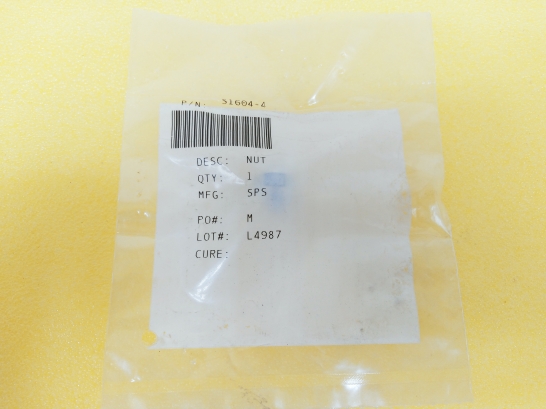 P/N: 51604-4
DESC: NUT
QTY: 1
MFG: SPS
PO#: M
LOT#: L4987
CURE: